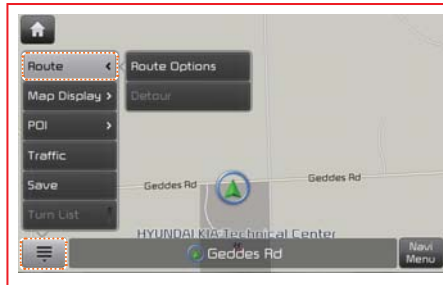 Route
Route Options
Map Display
Detour
POI
Traffic
Save
Geddes Rd
Geddes Rd
Turn List
HYUNDAI KIA Technical Center
Geddes Rd
Navi
Menu